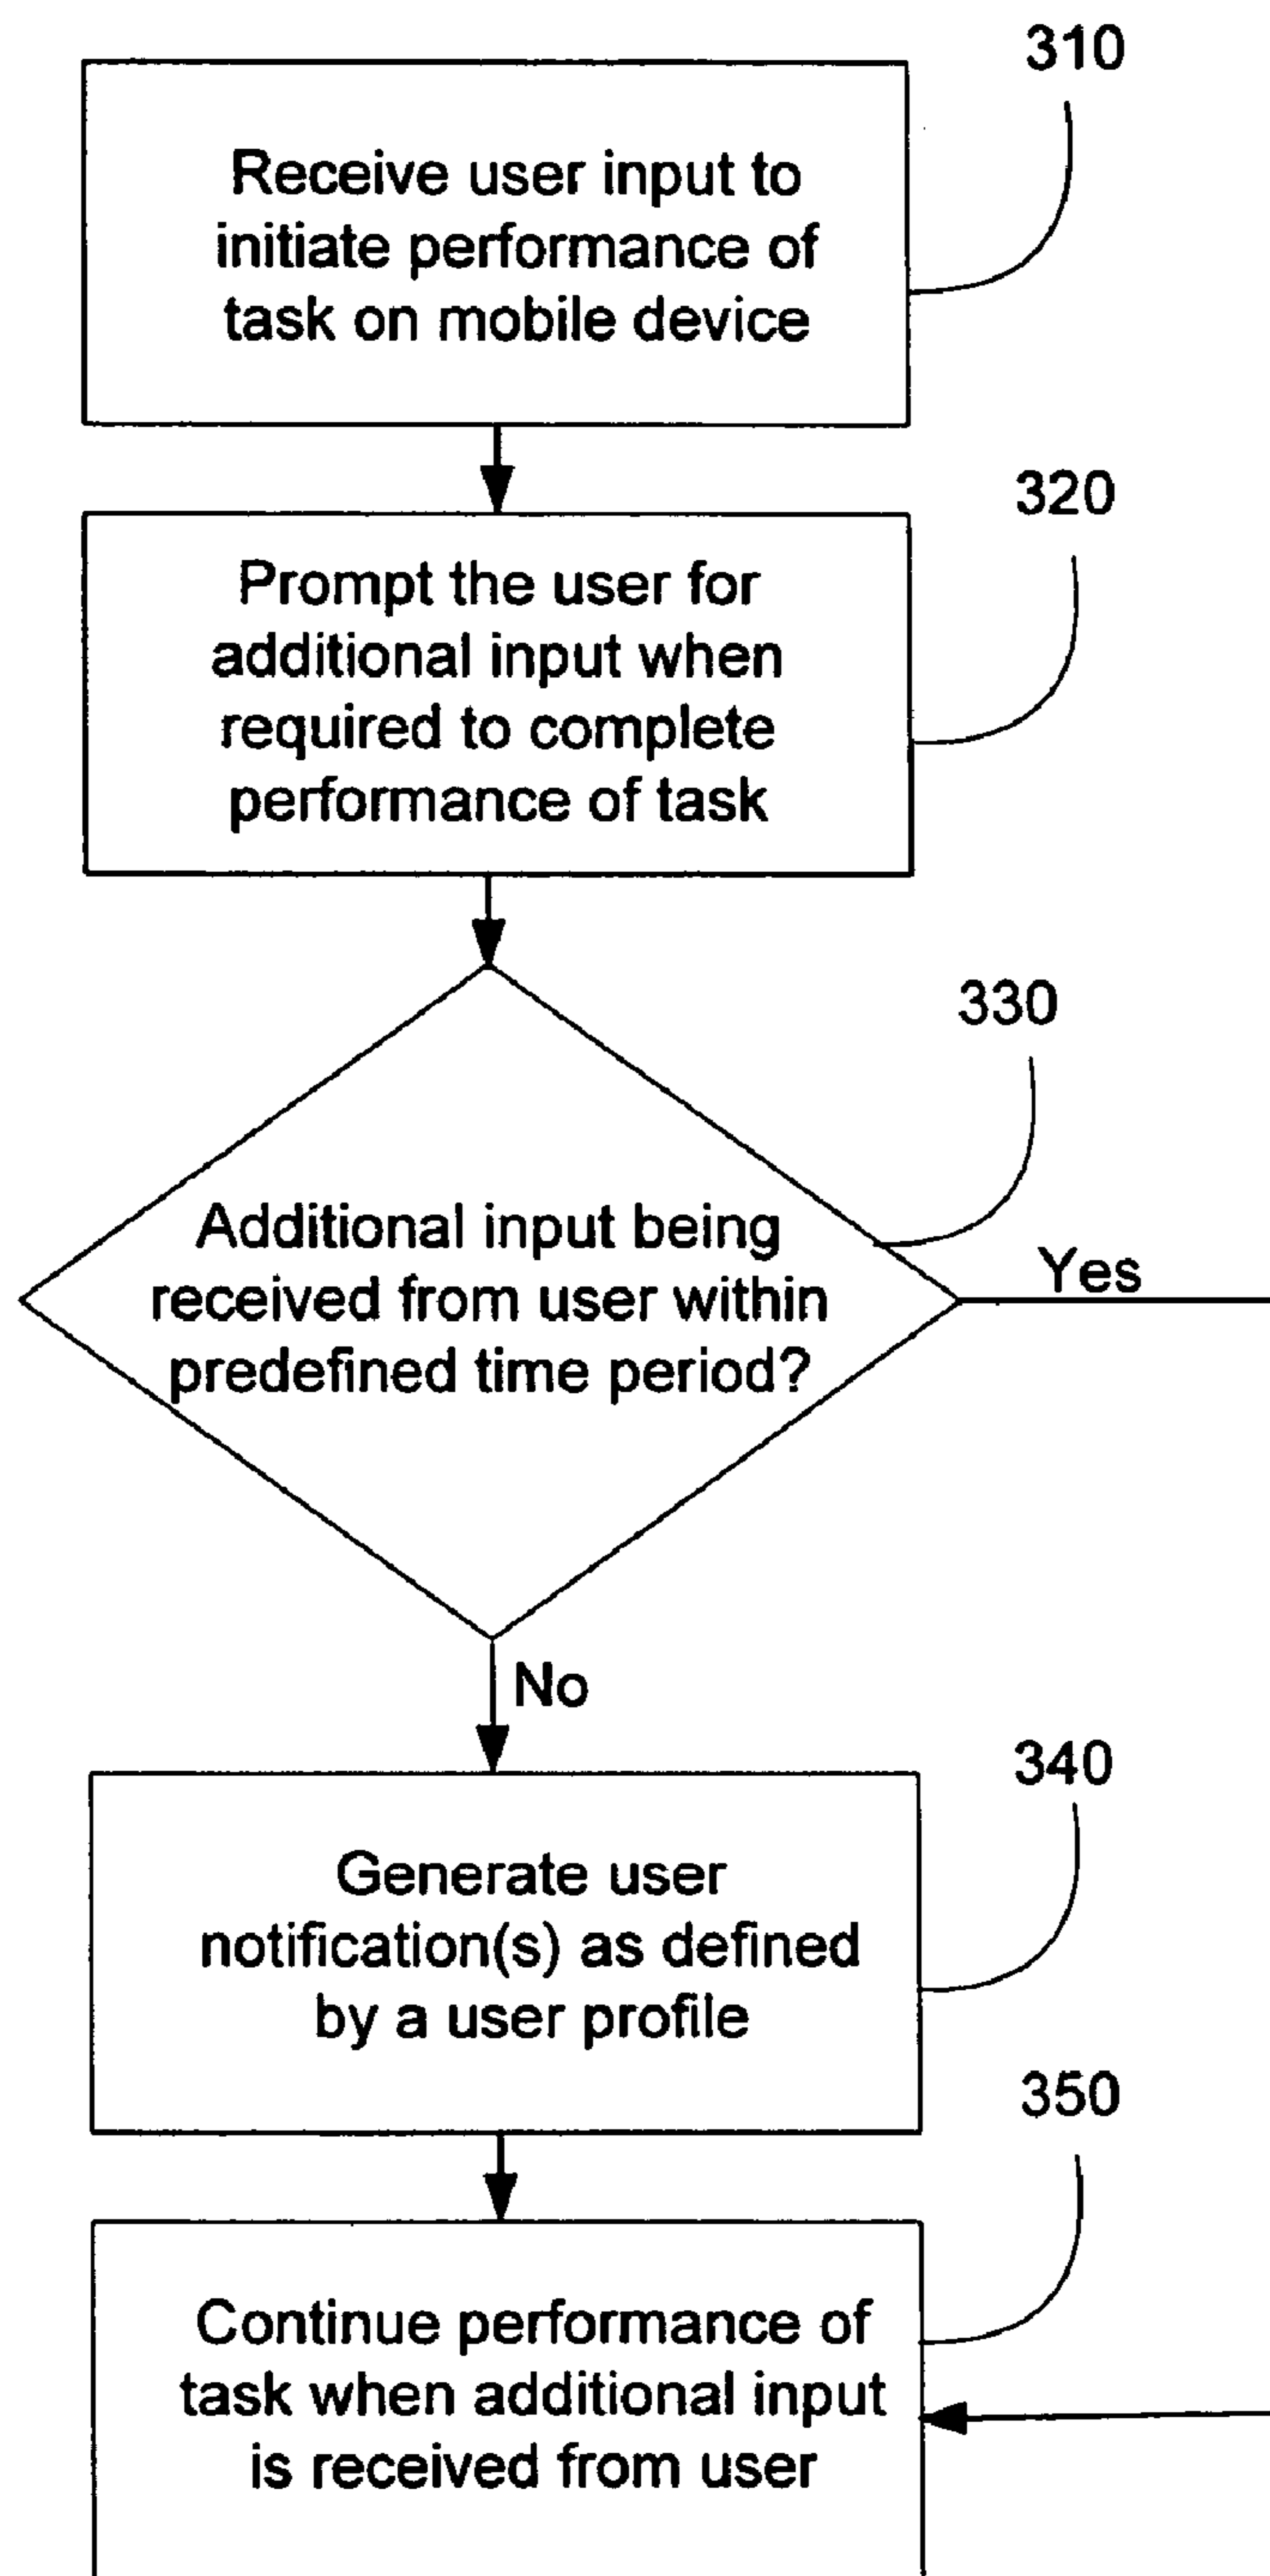 310
Receive user input to
initiate performance of
task on mobile device
320
Prompt the user for
additional input when
required to complete
performance of task
330
Additional input being
received from user within
predefined time period?
Yes
No
340
Generate user
notification(s) as defined
by a user profile
350
Continue performance of
task when additional input
is received from user